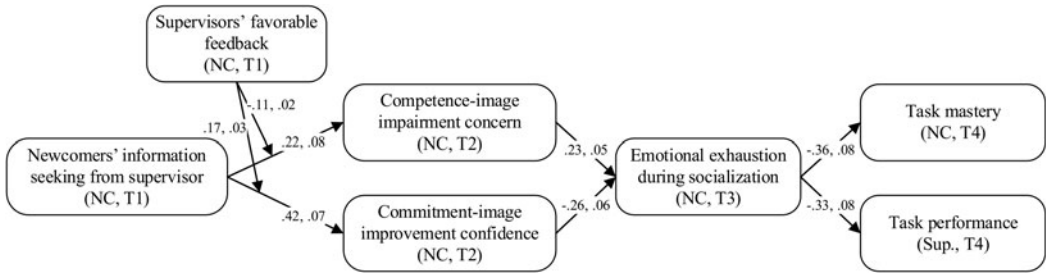 Supervisors' favorable
feedback
(NC, T1)
-.11, .02
.17, .03
.22, .08
Newcomers' information
seeking from supervisor
(NC, T1)
.42, .07
Competence-image
impairment concern
(NC, T2)
Commitment-image
improvement confidence
(NC, T2)
.23, .05
-.26, .06
Emotional exhaustion
during socialization
(NC, T3)
-.36, .08
-.33, .08
Task mastery
(NC, T4)
Task performance
(Sup., T4)